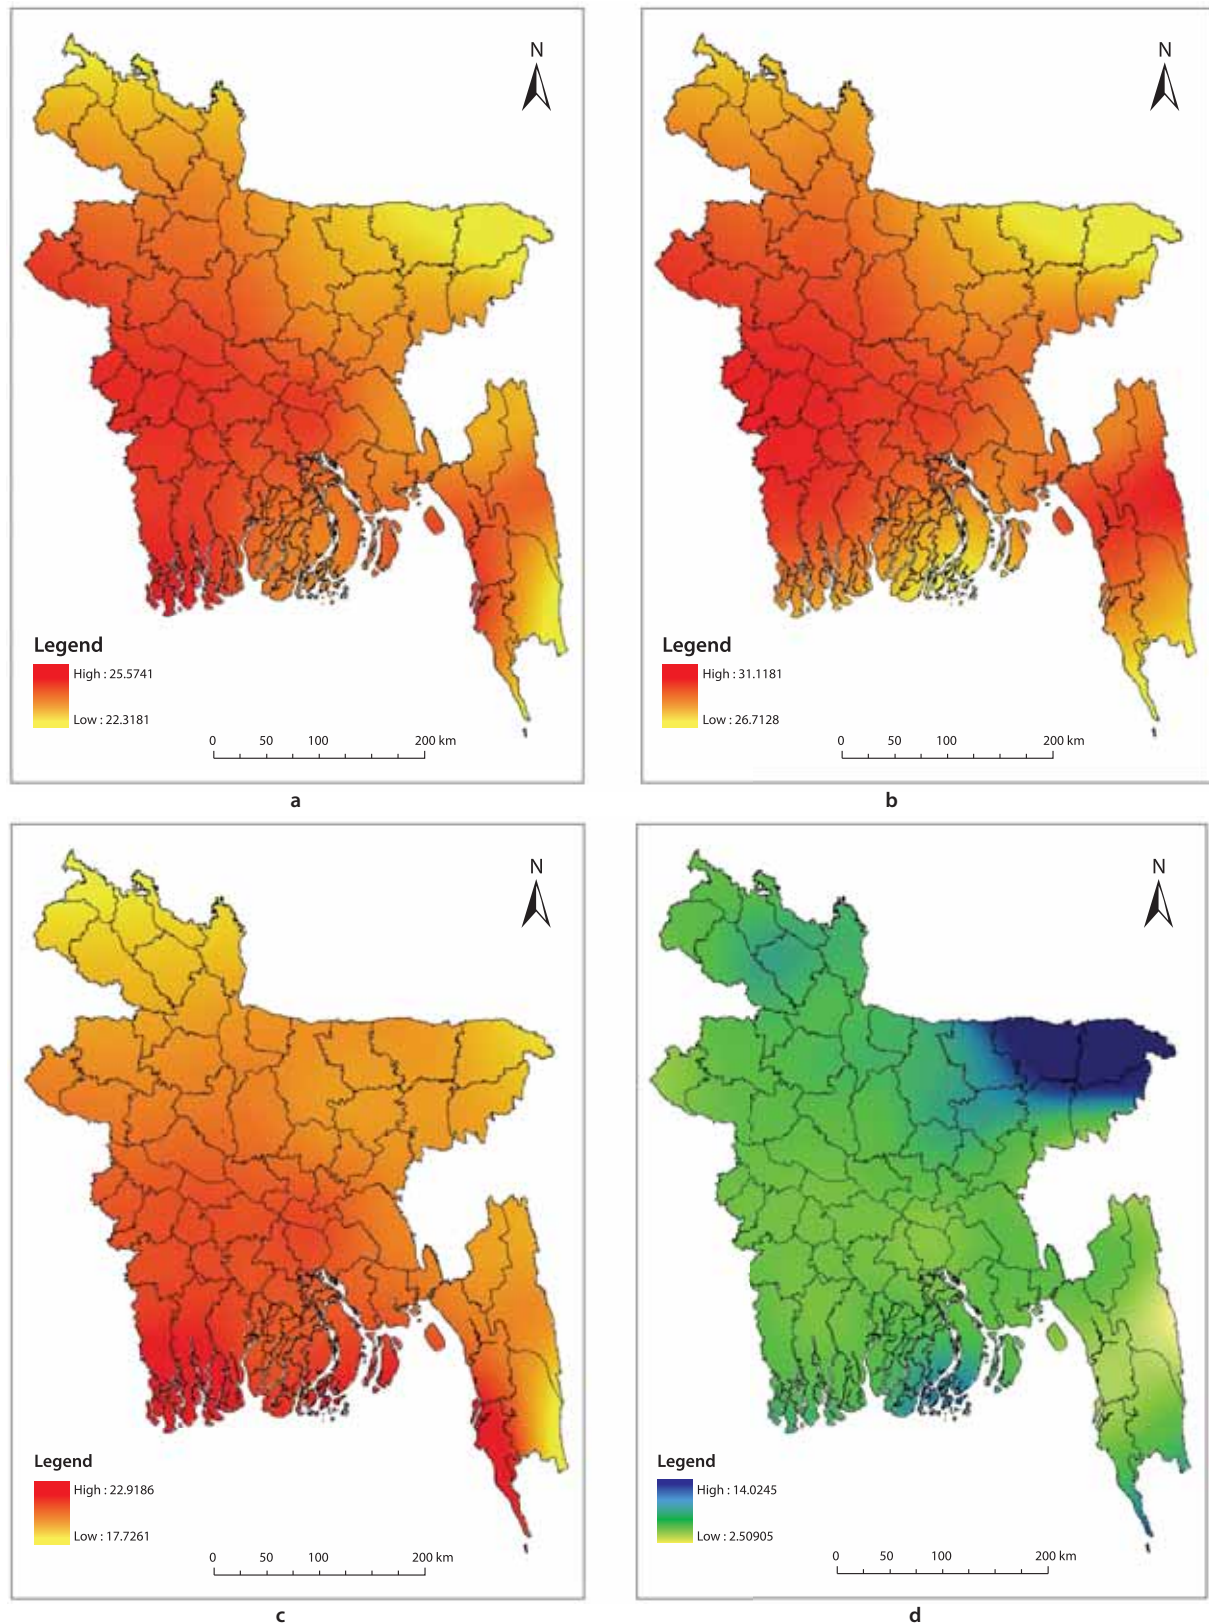 N
Legend
High : 25.5741
Low : 22.3181
0 50 100 200 km
a
N
Legend
High : 31.1181
Low : 26.7128
0 50 100 200 km
b
N
Legend
High : 22.9186
Low : 17.7261
0 50 100 200 km
c
N
Legend
High : 14.0245
Low : 2.50905
0 50 100 200 km
d